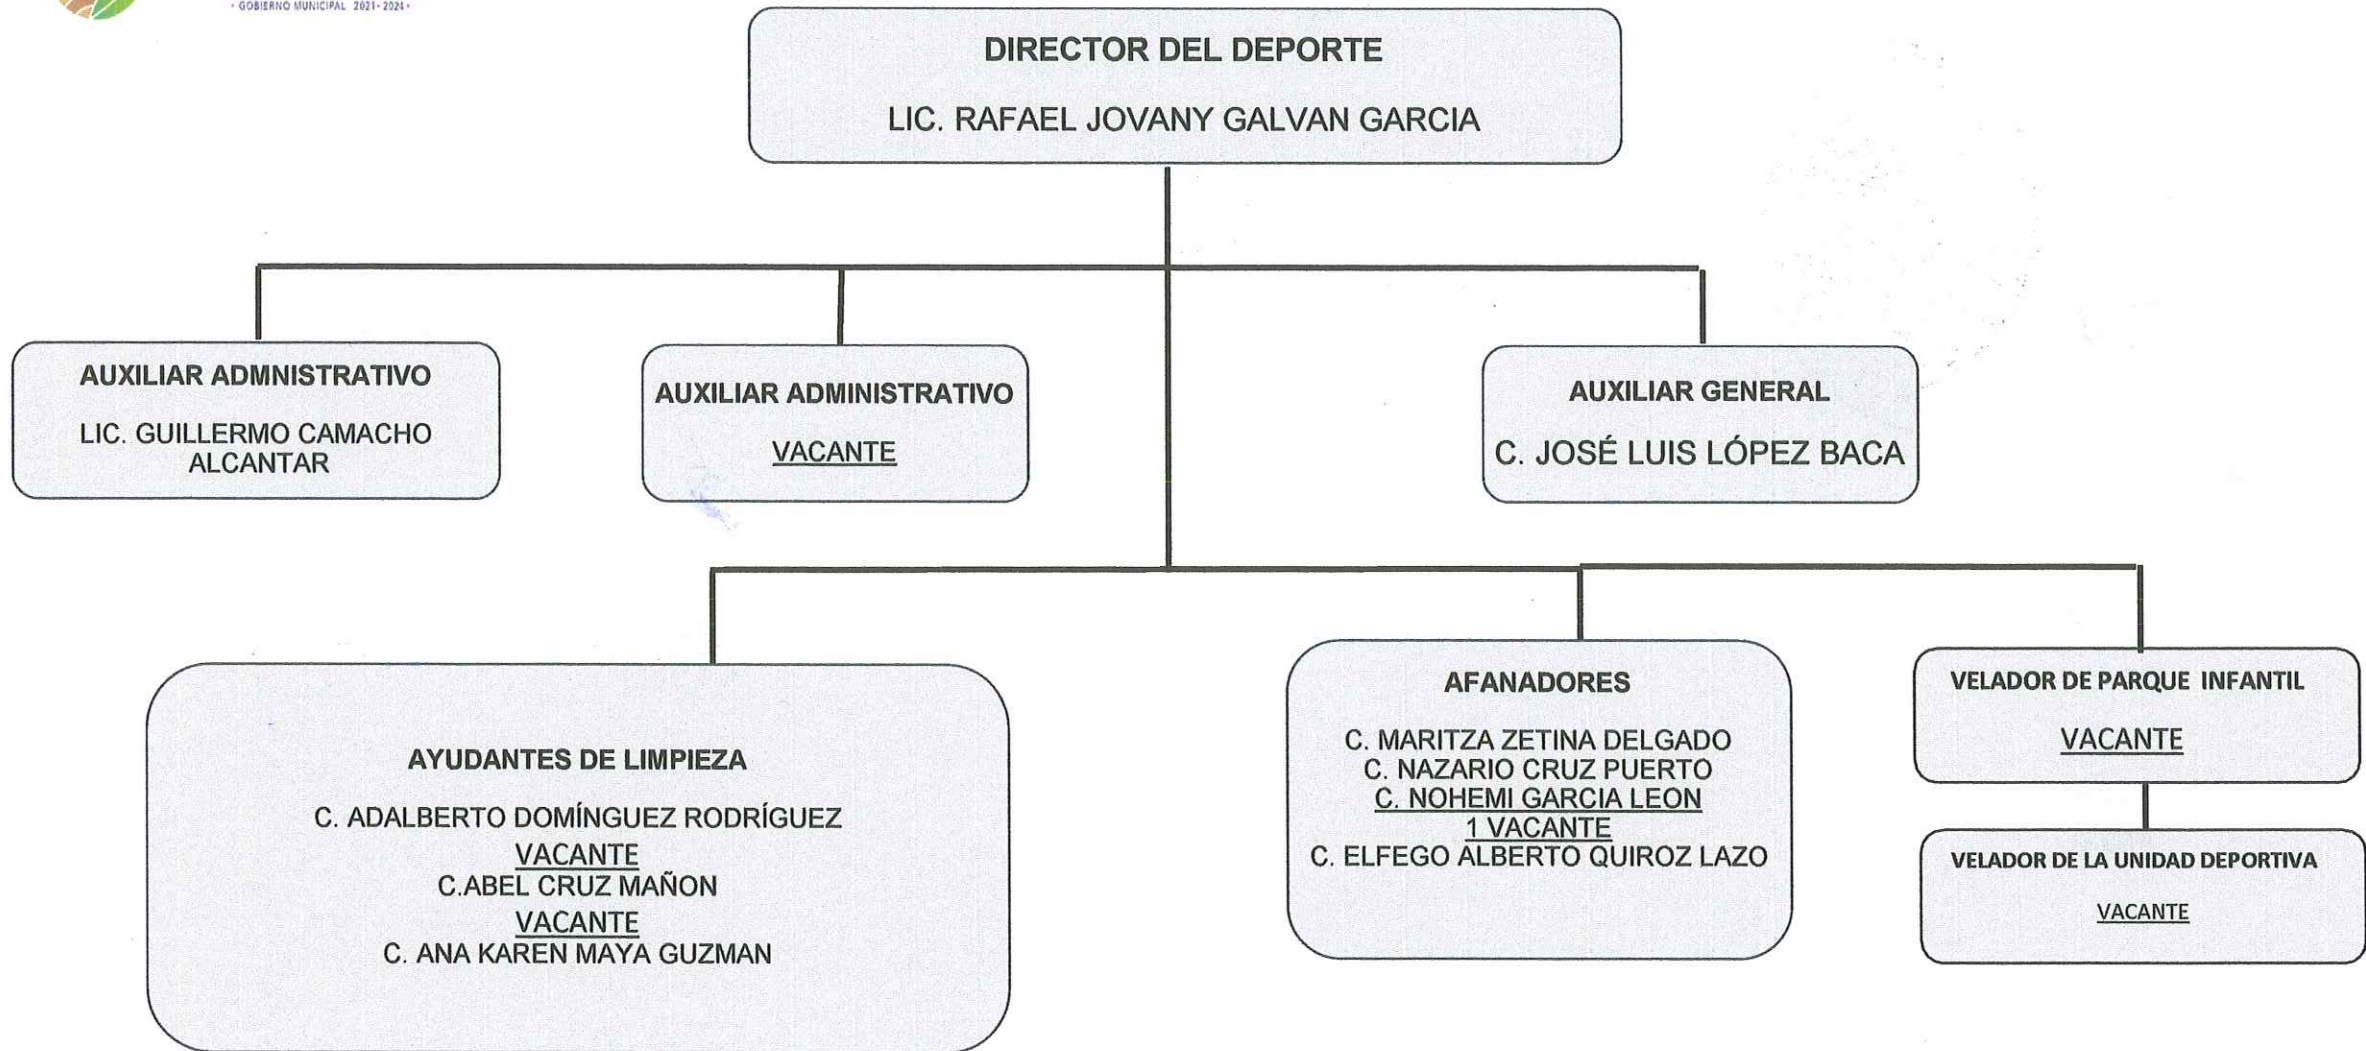 • GOBIERNO MUNICIPAL 2021 - 2024 •
DIRECTOR DEL DEPORTE
LIC. RAFAEL JOVANY GALVAN GARCIA
AUXILIAR ADMNISTRATIVO
LIC. GUILLERMO CAMACHO
ALCANTAR
AUXILIAR ADMINISTRATIVO
VACANTE
AUXILIAR GENERAL
C. JOSÉ LUIS LÓPEZ BACA
AYUDANTES DE LIMPIEZA
C. ADALBERTO DOMÍNGUEZ RODRÍGUEZ
VACANTE
C.ABEL CRUZ MAÑON
VACANTE
C. ANA KAREN MAYA GUZMAN
AFANADORES
C. MARITZA ZETINA DELGADO
C. NAZARIO CRUZ PUERTO
C. NOHEMI GARCIA LEON
1 VACANTE
C. ELFEGO ALBERTO QUIROZ LAZO
VELADOR DE PARQUE INFANTIL
VACANTE
VELADOR DE LA UNIDAD DEPORTIVA
VACANTE